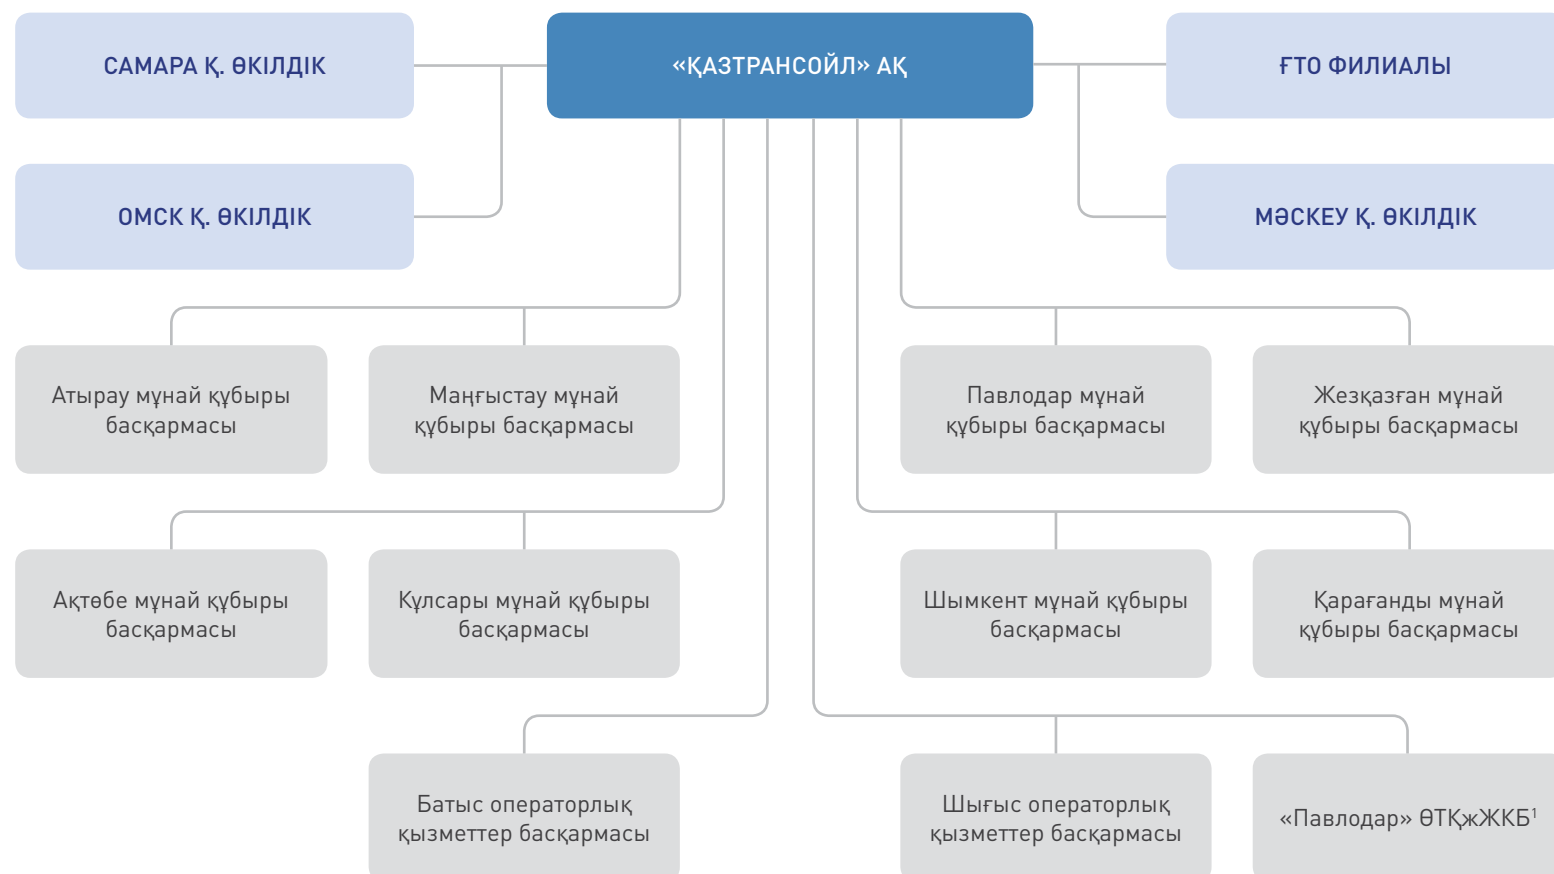 САМАРА Қ. ӨКІЛДІК
«ҚАЗТРАНСОЙЛ» АҚ
ҒТО ФИЛИАЛЫ
ОМСК Қ. ӨКІЛДІК
МӘСКЕУ Қ. ӨКІЛДІК
Атырау мұнай құбыры
басқармасы
Маңғыстау мұнай
құбыры басқармасы
Павлодар мұнай
құбыры басқармасы
Жезқазған мұнай
құбыры басқармасы
Ақтөбе мұнай құбыры
басқармасы
Құлсары мұнай құбыры
басқармасы
Шымкент мұнай құбыры
басқармасы
Қарағанды мұнай
құбыры басқармасы
Батыс операторлық
қызметтер басқармасы
Шығыс операторлық
қызметтер басқармасы
«Павлодар» ӨТҚжЖКБ¹